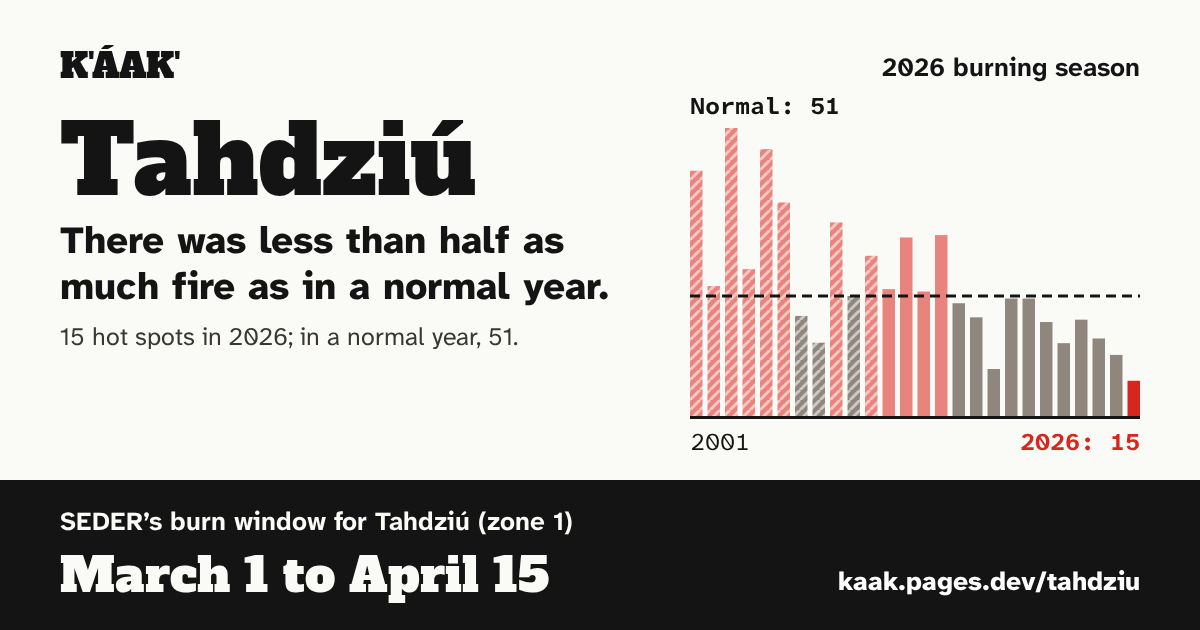 K'ÁAK'
2026 burning season
Tahdziú
There was less than half as
much fire as in a normal year.
15 hot spots in 2026; in a normal year, 51.
Normal: 51
2001
2026: 15
SEDER’s burn window for Tahdziú (zone 1)
March 1 to April 15
kaak.pages.dev/tahdziu